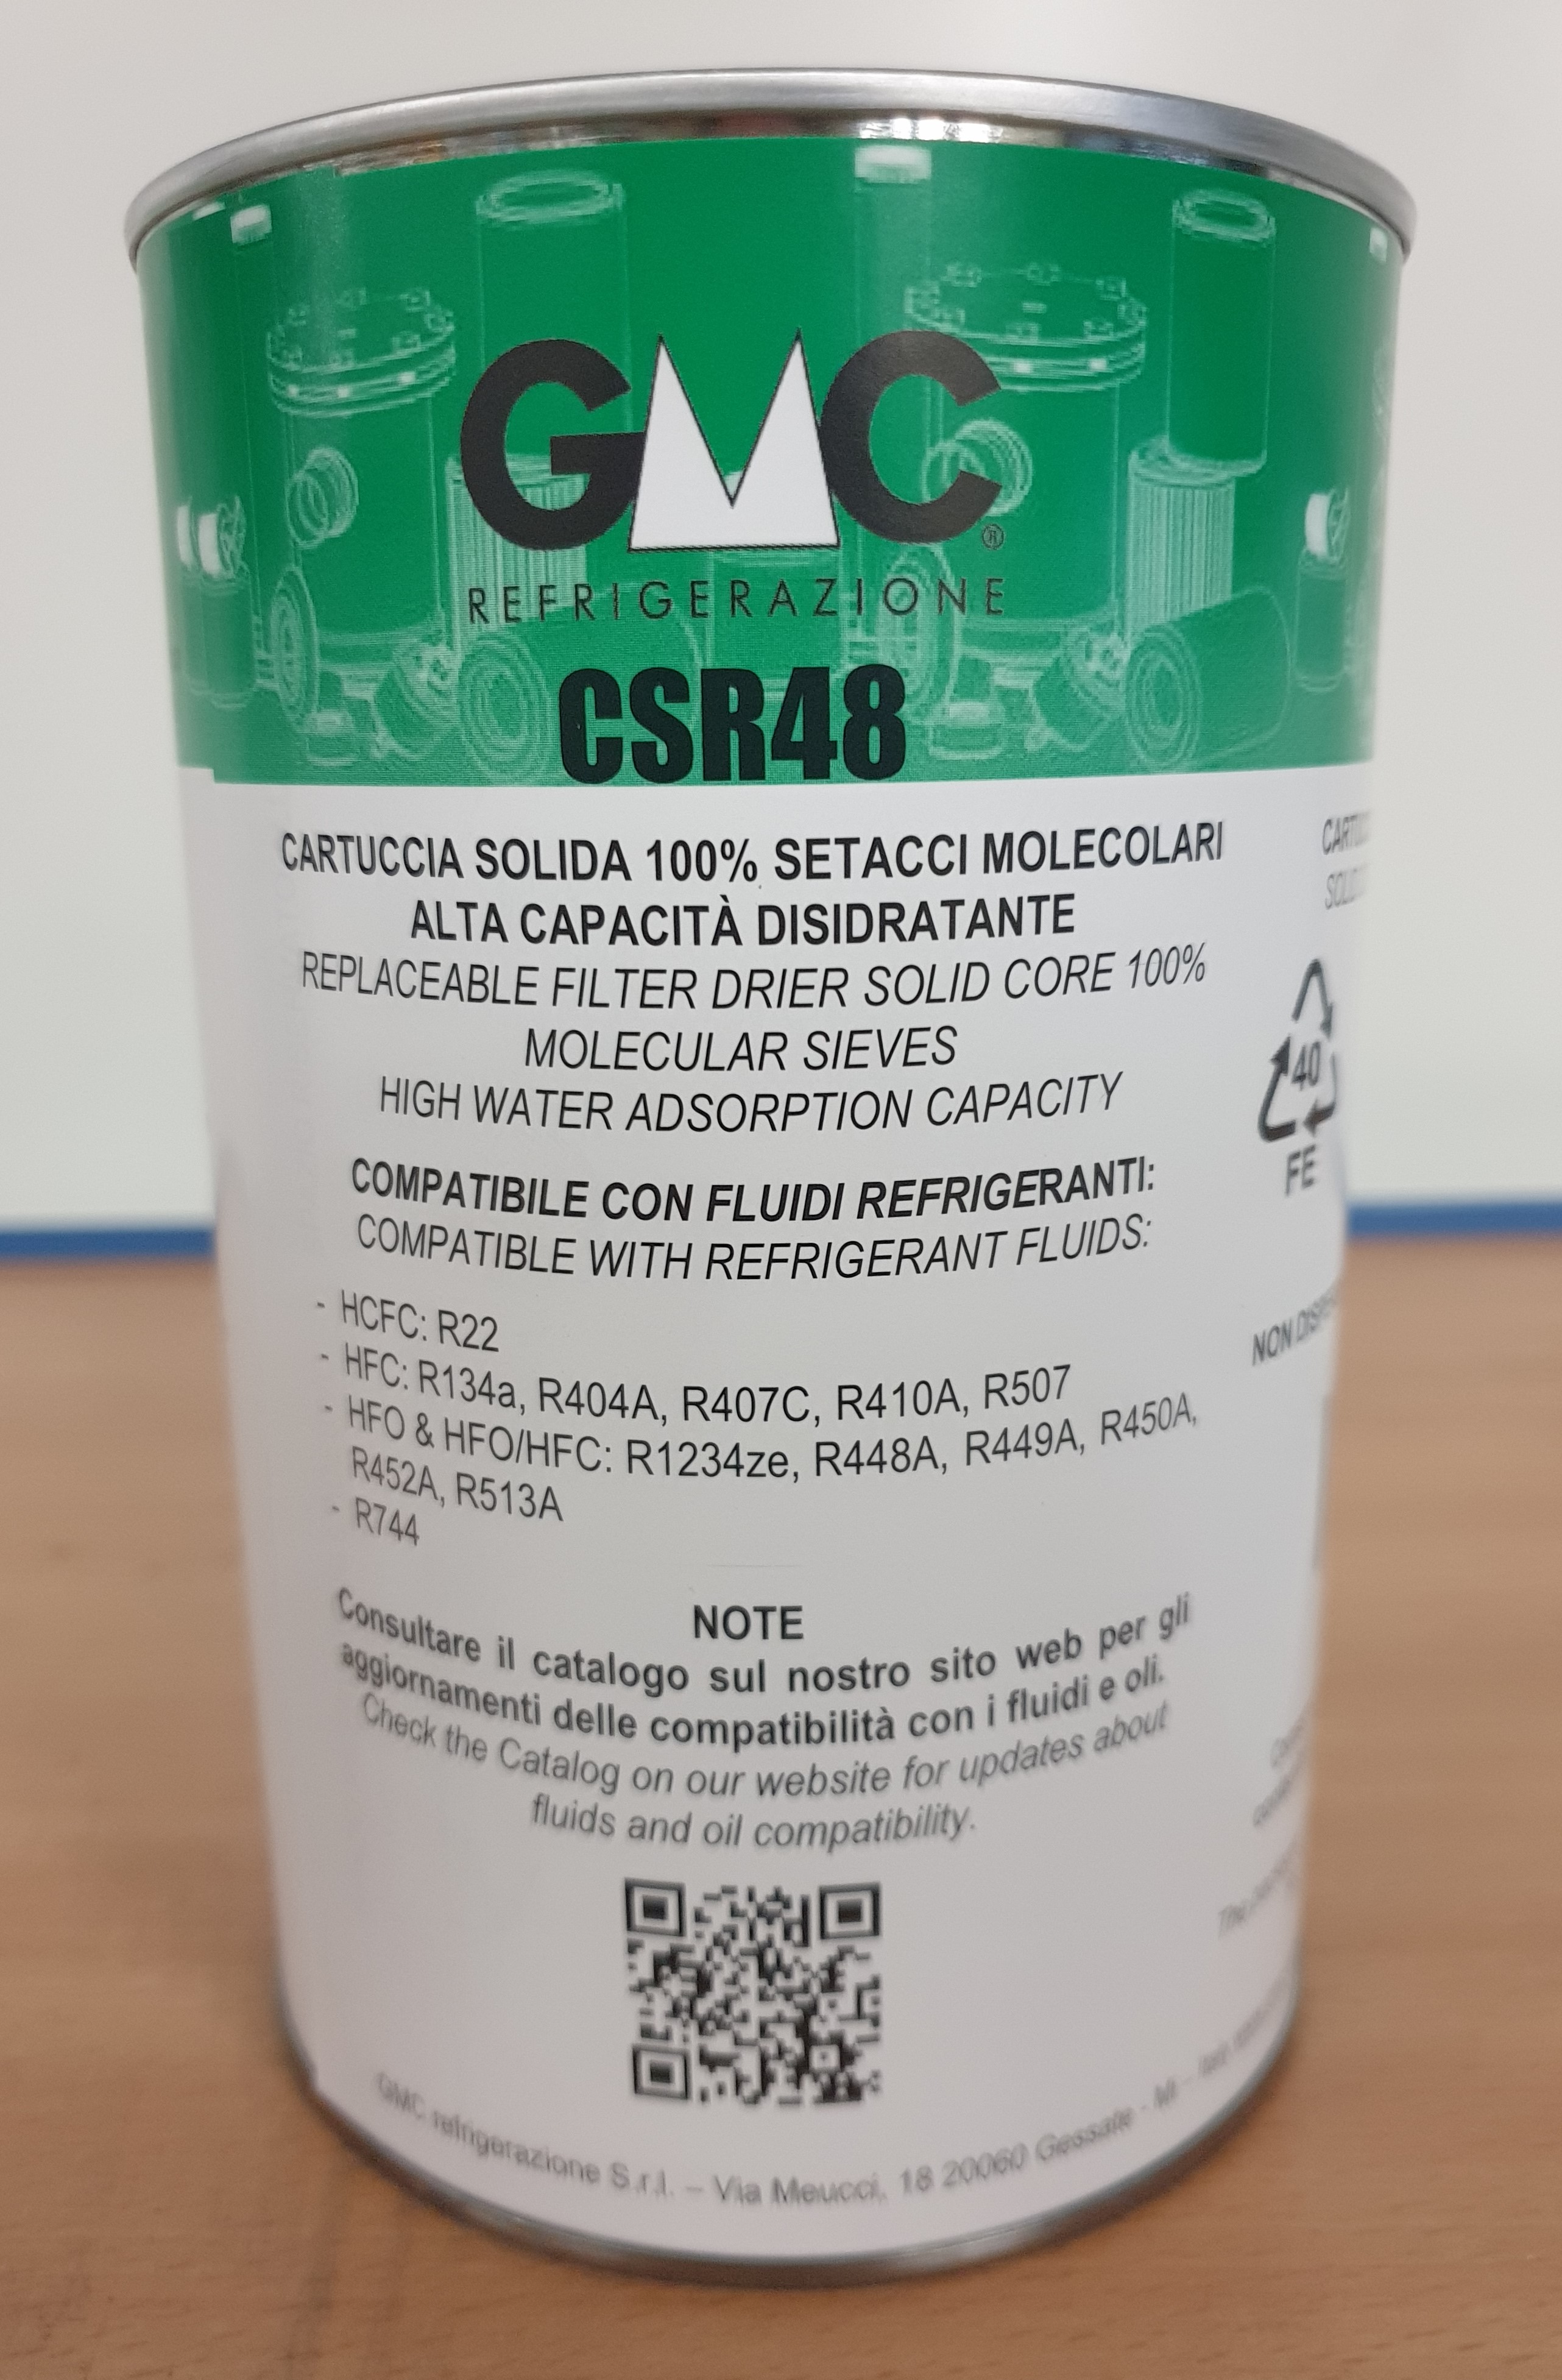 GMC®
REFRIGERAZIONE
CSR48
CARTUCCIA SOLIDA 100% SETACCI MOLECOLARI
ALTA CAPACITÀ DISIDRATANTE
REPLACEABLE FILTER DRIER SOLID CORE 100%
MOLECULAR SIEVES
HIGH WATER ADSORPTION CAPACITY
COMPATIBILE CON FLUIDI REFRIGERANTI:
COMPATIBLE WITH REFRIGERANT FLUIDS:
- HCFC: R22
- HFC: R134a, R404A, R407C, R410A, R507
- HFO & HFO/HFC: R1234ze, R448A, R449A, R450A,
R452A, R513A
- R744
NOTE
Consultare il catalogo sul nostro sito web per gli
aggiornamenti delle compatibilità con i fluidi e oli.
Check the Catalog on our website for updates about
fluids and oil compatibility.
GMC refrigerazione S.r.l. – Via Meucci, 18 20060 Gessate - Mi - Italy
40
FE
NON